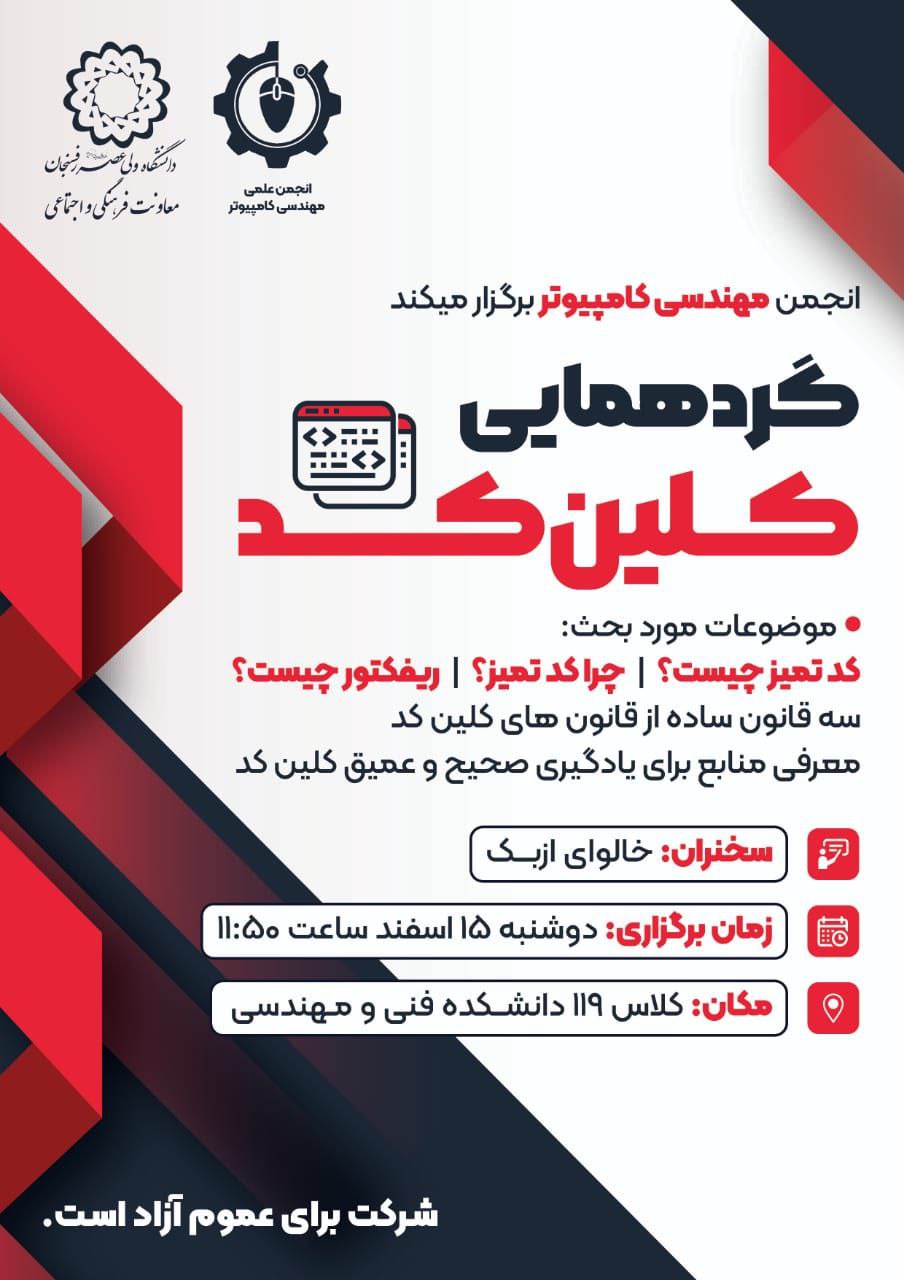 دانشگاه ولی عصر رفسنجان
معاونت فرهنگی و اجتماعی
انجمن علمی
مهندسی کامپیوتر
انجمن مهندسی کامپیوتر برگزار میکند
گردهمایی
کلین کد
• موضوعات مورد بحث:
کد تمیز چیست؟ | چرا کد تمیز؟ | ریفکتور چیست؟
سه قانون ساده از قانون های کلین کد
معرفی منابع برای یادگیری صحیح و عمیق کلین کد
سخنران: خالوای ازبک
زمان برگزاری: دوشنبه ۱۵ اسفند ساعت ۱۱:۵۰
مکان: کلاس ۱۱۹ دانشکده فنی و مهندسی
شرکت برای عموم آزاد است.